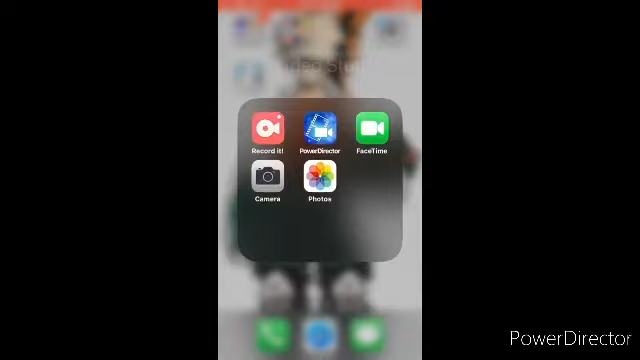 Record it!
PowerDirector
FaceTime
Camera
Photos
PowerDirector